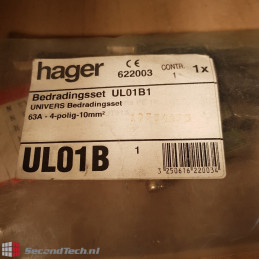 hager
CE
622003
CONTR.
1
1x
Bedradingsset UL01B1
UNIVERS Bedradingsset
63A - 4-polig-10mm²
UL01B
1
3 250616 220034
SecondTech.nl